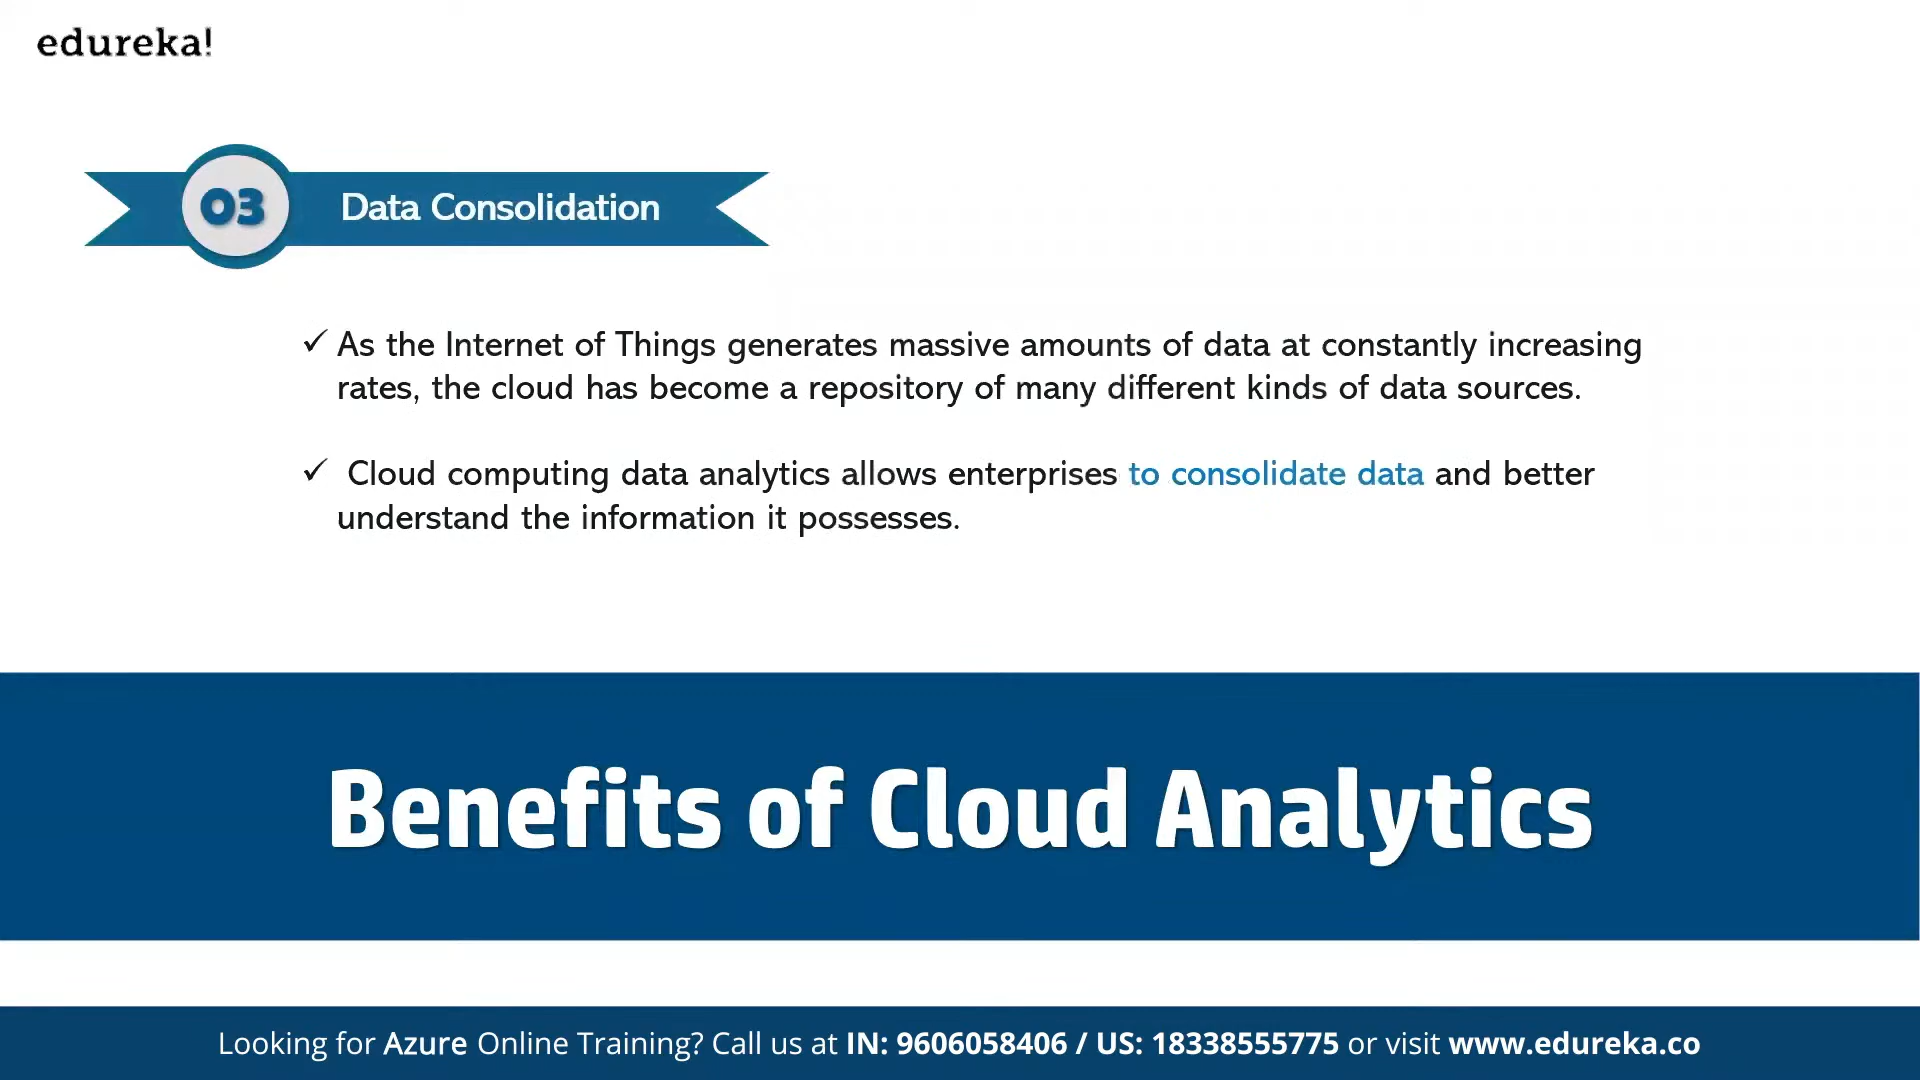 edureka!
03
Data Consolidation
✓ As the Internet of Things generates massive amounts of data at constantly increasing
rates, the cloud has become a repository of many different kinds of data sources.
✓ Cloud computing data analytics allows enterprises to consolidate data and better
understand the information it possesses.
Benefits of Cloud Analytics
Looking for Azure Online Training? Call us at IN: 9606058406 / US: 18338555775 or visit www.edureka.co